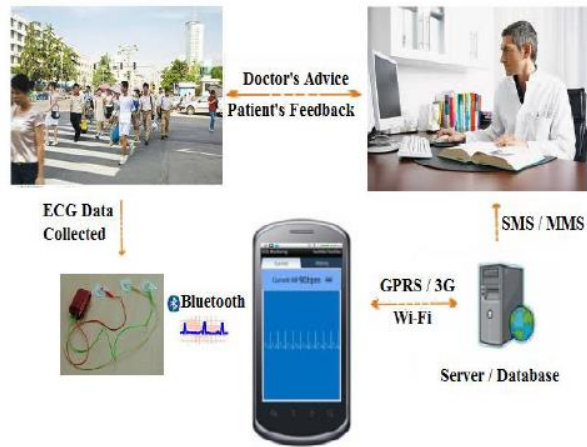 Doctor's Advice
Patient's Feedback
ECG Data
Collected
SMS / MMS
Bluetooth
GPRS / 3G
Wi-Fi
Server / Database